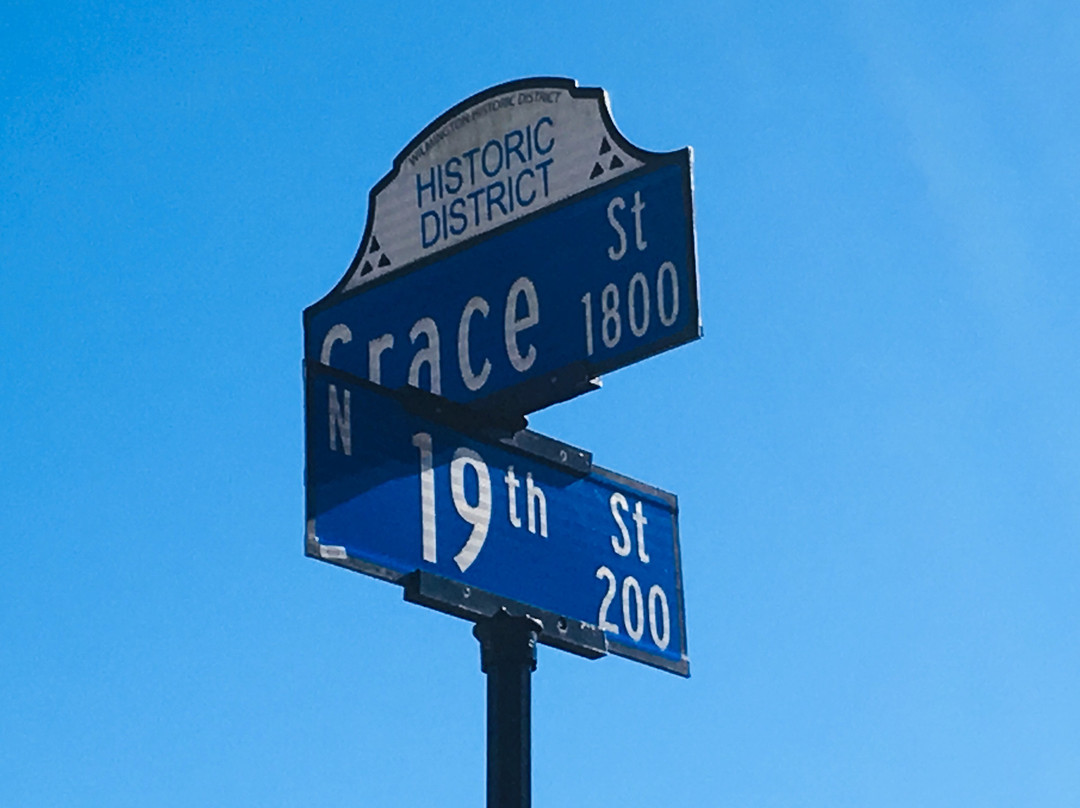 WILMINGTON HISTORIC DISTRICT
HISTORIC
DISTRICT
Grace St
1800
N 19th St
200